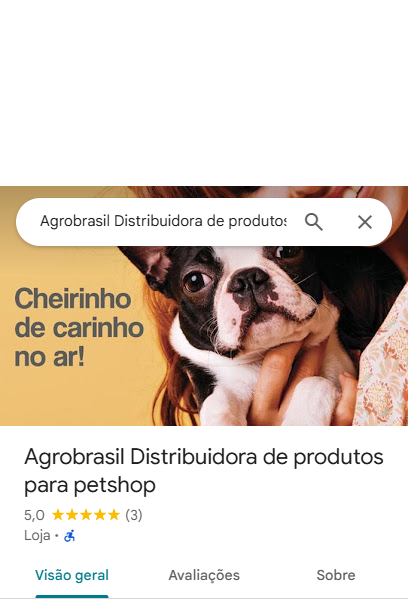 Agrobrasil Distribuidora de produtos
Cheirinho
de carinho
no ar!
Agrobrasil Distribuidora de produtos
para petshop
5,0 ★★★★★ (3)
Loja ·
Visão geral Avaliações Sobre